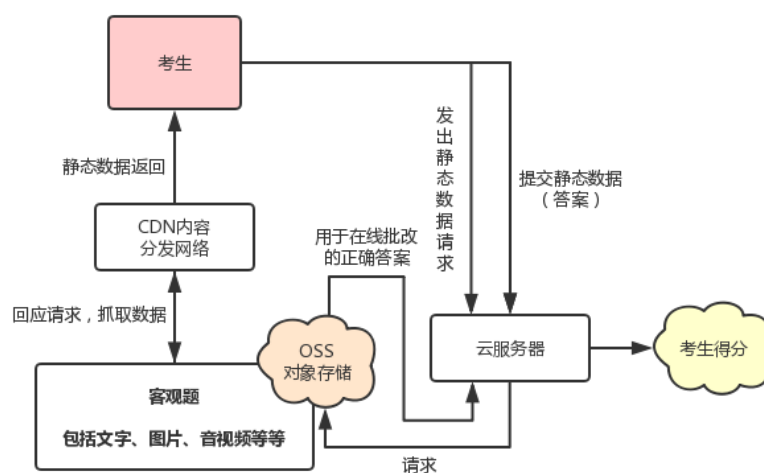 考生
静态数据返回
CDN内容
分发网络
回应请求，抓取数据
客观题
包括文字、图片、音视频等等
OSS
对象存储
用于在线批改
的正确答案
发出静态数据请求
提交静态数据
（答案）
云服务器
请求
考生得分